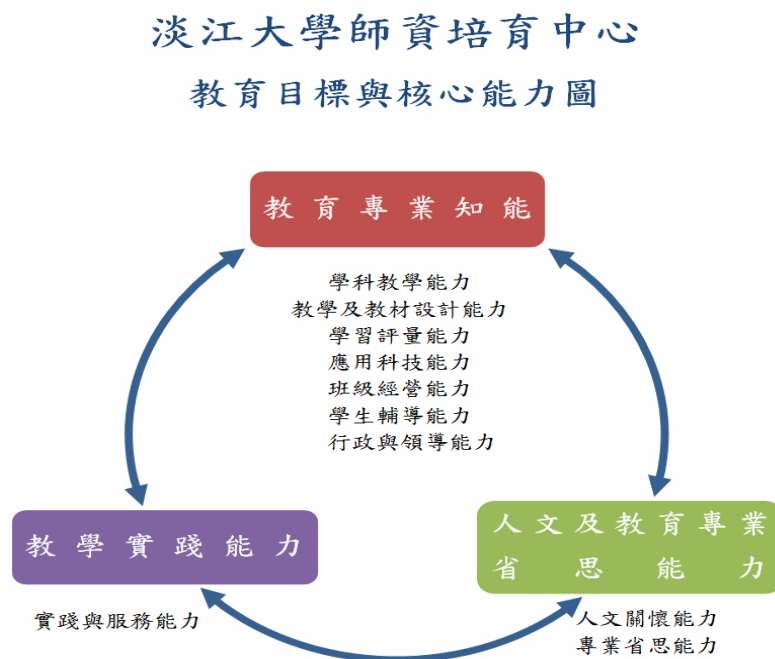 淡江大學師資培育中心
教育目標與核心能力圖
教育專業知能
學科教學能力
教學及教材設計能力
學習評量能力
應用科技能力
班級經營能力
學生輔導能力
行政與領導能力
教學實踐能力
實踐與服務能力
人文及教育專業
省思能力
人文關懷能力
專業省思能力